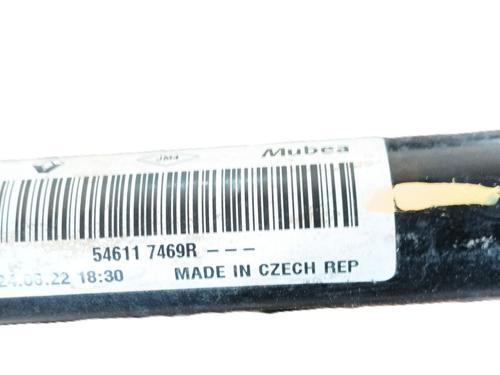 Mubea
54611 7469R ---
24.06.22 18:30 MADE IN CZECH REP